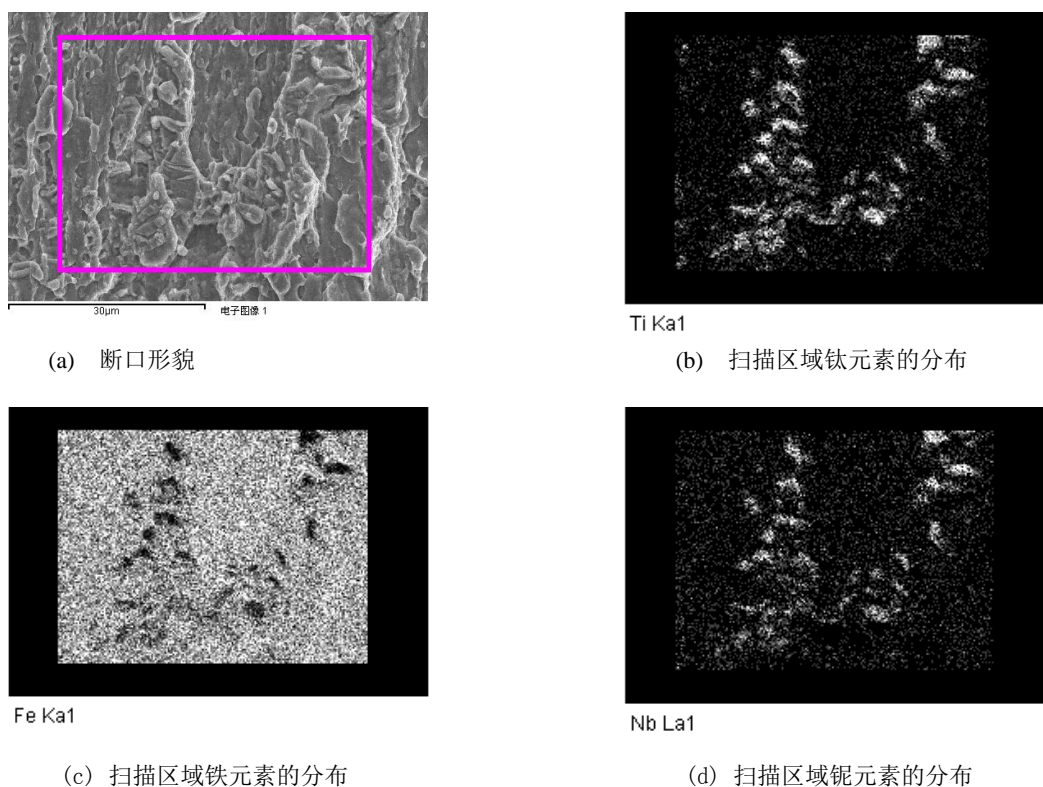 30μm
电子图像 1
Ti Ka1
(a) 断口形貌
(b) 扫描区域钛元素的分布
Fe Ka1
Nb La1
(c) 扫描区域铁元素的分布
(d) 扫描区域铌元素的分布